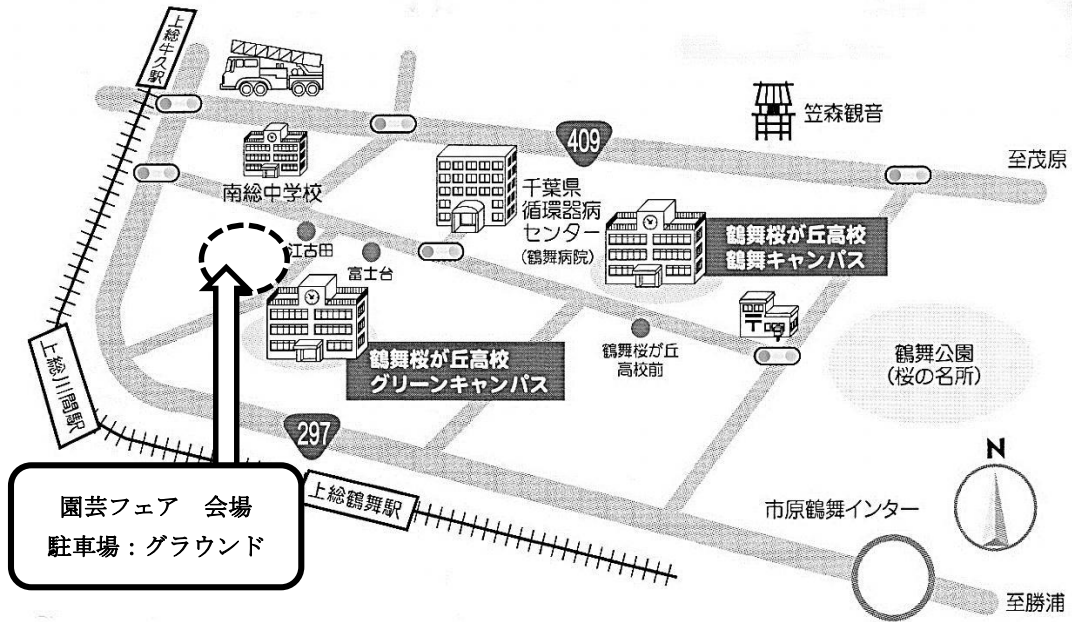 上総牛久駅
409
笠森観音
至茂原
南総中学校
千葉県
循環器病
センター
(鶴舞病院)
鶴舞桜が丘高校
鶴舞キャンパス
江古田
富士台
〒
鶴舞桜が丘
高校前
鶴舞公園
(桜の名所)
上総川間駅
鶴舞桜が丘高校
グリーンキャンパス
297
園芸フェア 会場
駐車場：グラウンド
上総鶴舞駅
N
市原鶴舞インター
至勝浦